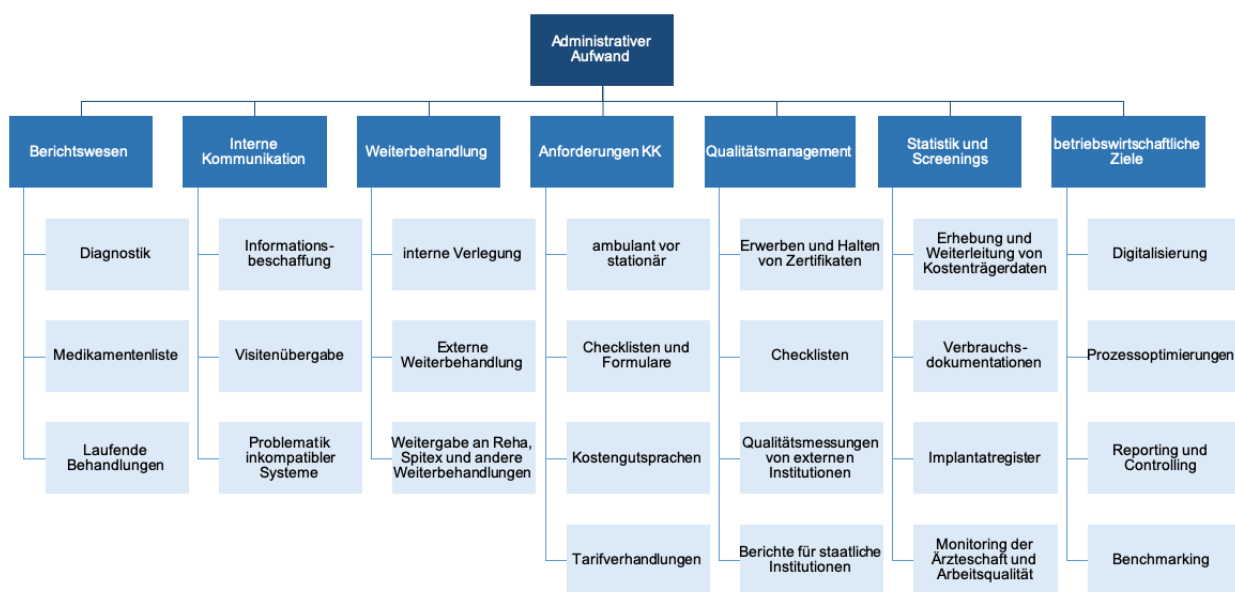 Administrativer
Aufwand
Berichtswesen
Interne
Kommunikation
Weiterbehandlung
Anforderungen KK
Qualitätsmanagement
Statistik und
Screenings
betriebswirtschaftliche
Ziele
Diagnostik
Informations-
beschaffung
interne Verlegung
ambulant vor
stationär
Erwerben und Halten
von Zertifikaten
Erhebung und
Weiterleitung von
Kostenträgerdaten
Digitalisierung
Medikamentenliste
Visitenübergabe
Externe
Weiterbehandlung
Checklisten und
Formulare
Checklisten
Verbrauchs-
dokumentationen
Prozessoptimierungen
Laufende
Behandlungen
Problematik
inkompatibler
Systeme
Weitergabe an Reha,
Spitex und andere
Weiterbehandlungen
Kostengutsprachen
Qualitätsmessungen
von externen
Institutionen
Implantatregister
Reporting und
Controlling
Tarifverhandlungen
Berichte für staatliche
Institutionen
Monitoring der
Ärzteschaft und
Arbeitsqualität
Benchmarking